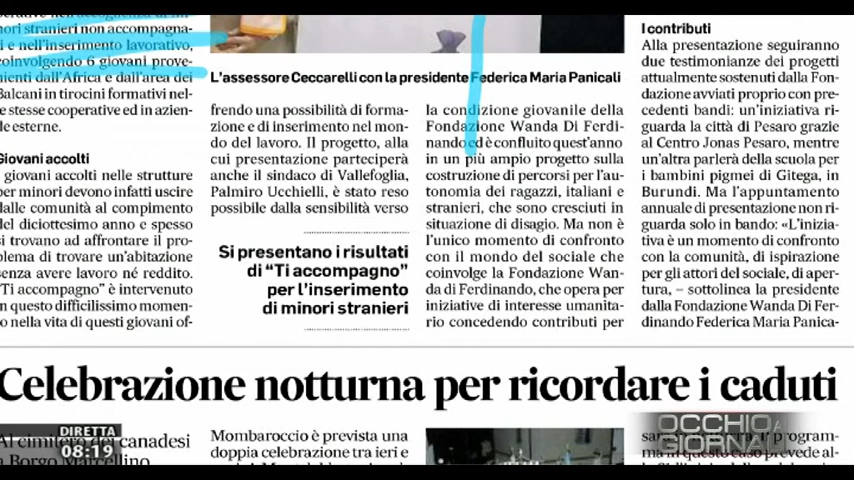 nori stranieri non accompagna-
i e nell'inserimento lavorativo,
coinvolgendo 6 giovani prove-
nienti dall'Africa e dall'area dei
Balcani in tirocini formativi nel-
e stesse cooperative ed in azien-
de esterne.
Giovani accolti
giovani accolti nelle strutture
per minori devono infatti uscire
dalle comunità al compimento
del diciottesimo anno e spesso
si trovano ad affrontare il pro-
blema di trovare un'abitazione
senza avere lavoro né reddito.
"Ti accompagno" è intervenuto
n questo difficilissimo momen-
o nella vita di questi giovani of-
L'assessore Ceccarelli con la presidente Federica Maria Panicali
frendo una possibilità di forma-
zione e di inserimento nel mon-
do del lavoro. Il progetto, alla
cui presentazione parteciperà
anche il sindaco di Vallefoglia,
Palmiro Ucchielli, è stato reso
possibile dalla sensibilità verso
Si presentano i risultati
di "Ti accompagno"
per l'inserimento
di minori stranieri
la condizione giovanile della
Fondazione Wanda Di Ferdi-
nando ed è confluito quest'anno
in un più ampio progetto sulla
costruzione di percorsi per l'au-
tonomia dei ragazzi, italiani e
stranieri, che sono cresciuti in
situazione di disagio. Ma non è
l'unico momento di confronto
con il mondo del sociale che
coinvolge la Fondazione Wan-
da di Ferdinando, che opera per
iniziative di interesse umanita-
rio concedendo contributi per
I contributi
Alla presentazione seguiranno
due testimonianze dei progetti
attualmente sostenuti dalla Fon-
dazione avviati proprio con pre-
cedenti bandi: un'iniziativa ri-
guarda la città di Pesaro grazie
al Centro Jonas Pesaro, mentre
un'altra parlerà della scuola per
i bambini pigmei di Gitega, in
Burundi. Ma l'appuntamento
annuale di presentazione non ri-
guarda solo in bando: «L'inizia-
tiva è un momento di confronto
con la comunità, di ispirazione
per gli attori del sociale, di aper-
tura, – sottolinea la presidente
dalla Fondazione Wanda Di Fer-
dinando Federica Maria Panica-
Celebrazione notturna per ricordare i caduti
Al cimitero dei canadesi
a Borgo Marcellino
Mombaroccio è prevista una
doppia celebrazione tra ieri e
DIRETTA
08:19
OCCHIO A
GIORNA